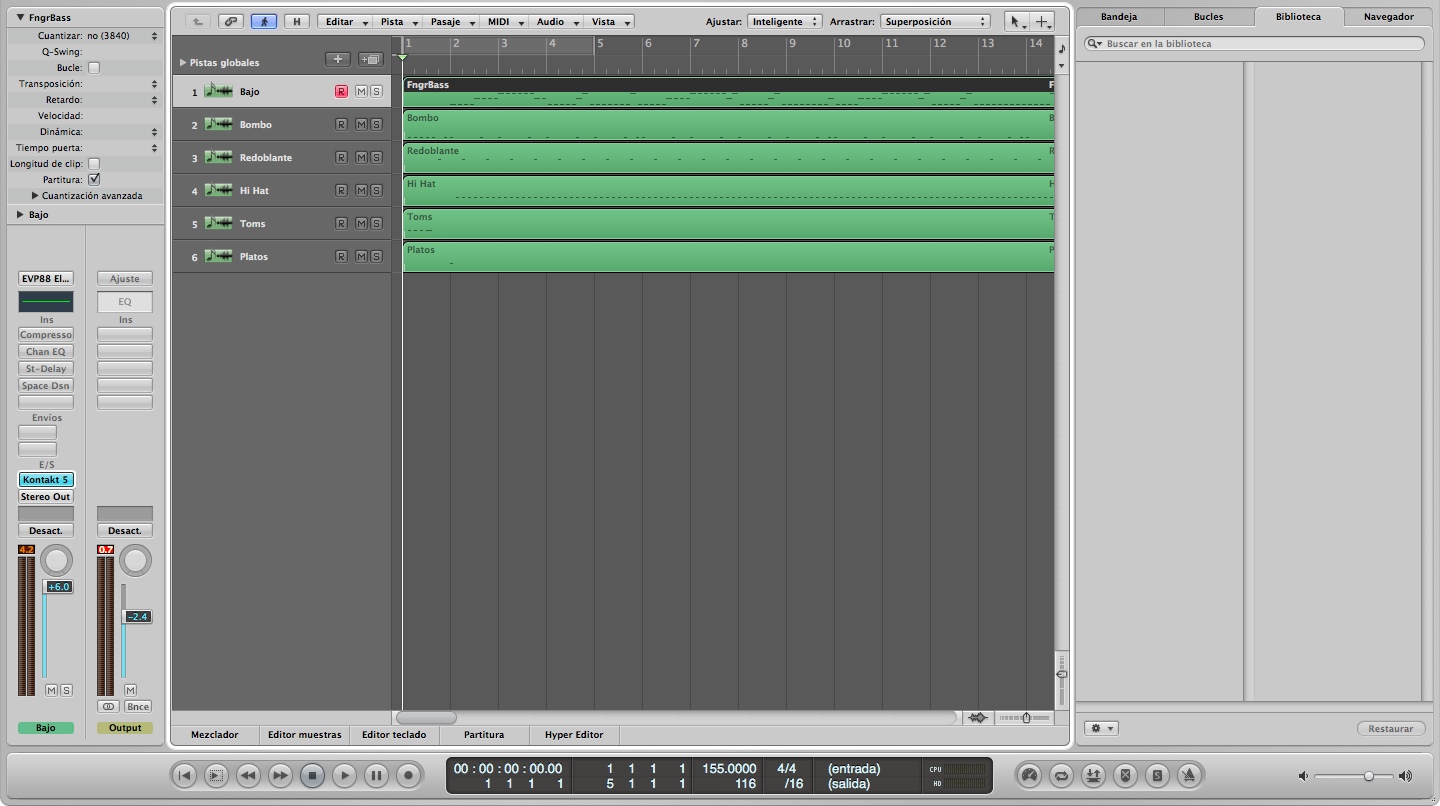 FngrBass
Cuantizar: no (3840)
Q-Swing:
Bucle:
Transposición:
Retardo:
Velocidad:
Dinámica:
Tiempo puerta:
Longitud de clip:
Partitura:
Cuantización avanzada
Bajo
EVP88 El... Ajuste
EQ
Ins Ins
Compresso
Chan EQ
St-Delay
Space Dsn
Envíos
E/S
Kontakt 5
Stereo Out
Desact. Desact.
4.2 0.7
+6.0
-2.4
M S M
Bnce
Bajo Output
H Editar Pista Pasaje MIDI Audio Vista Ajustar: Inteligente Arrastrar: Superposición
1 2 3 4 5 6 7 8 9 10 11 12 13 14
Pistas globales
1 Bajo R M S FngrBass F
2 Bombo R M S Bombo B
3 Redoblante R M S Redoblante R
4 Hi Hat R M S Hi Hat H
5 Toms R M S Toms T
6 Platos R M S Platos P
Mezclador Editor muestras Editor teclado Partitura Hyper Editor
Bandeja Bucles Biblioteca Navegador
Buscar en la biblioteca
Restaurar
00 : 00 : 00 : 00.00 1 1 1 1 155.0000 4/4 (entrada) CPU
1 1 1 1 5 1 1 1 116 /16 (salida) HD
S